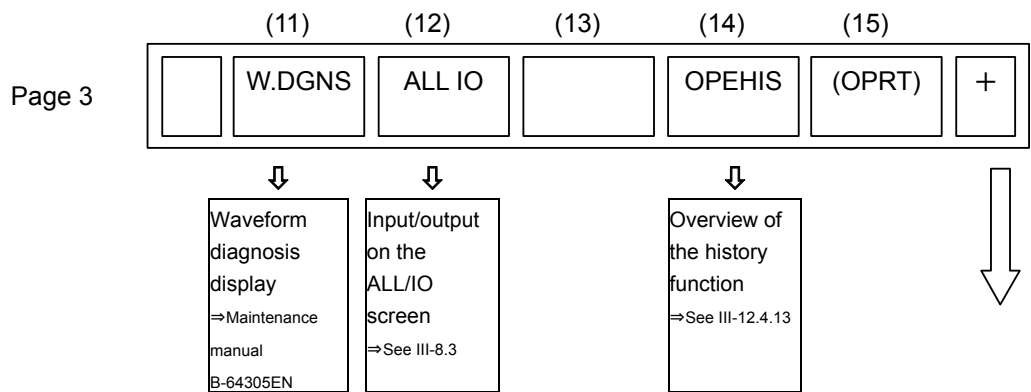 (11) (12) (13) (14) (15)
Page 3
W.DGNS ALL IO OPEHIS (OPRT) +
Waveform
diagnosis
display
⇒Maintenance
manual
B-64305EN
Input/output
on the
ALL/IO
screen
⇒See III-8.3
Overview of
the history
function
⇒See III-12.4.13